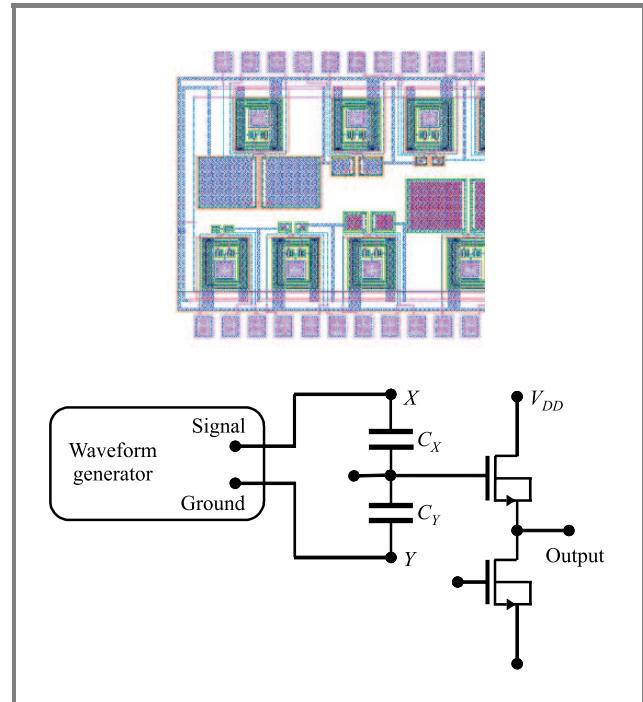 Signal
Waveform
generator
Ground
X
C_X
C_Y
Y
V_DD
Output